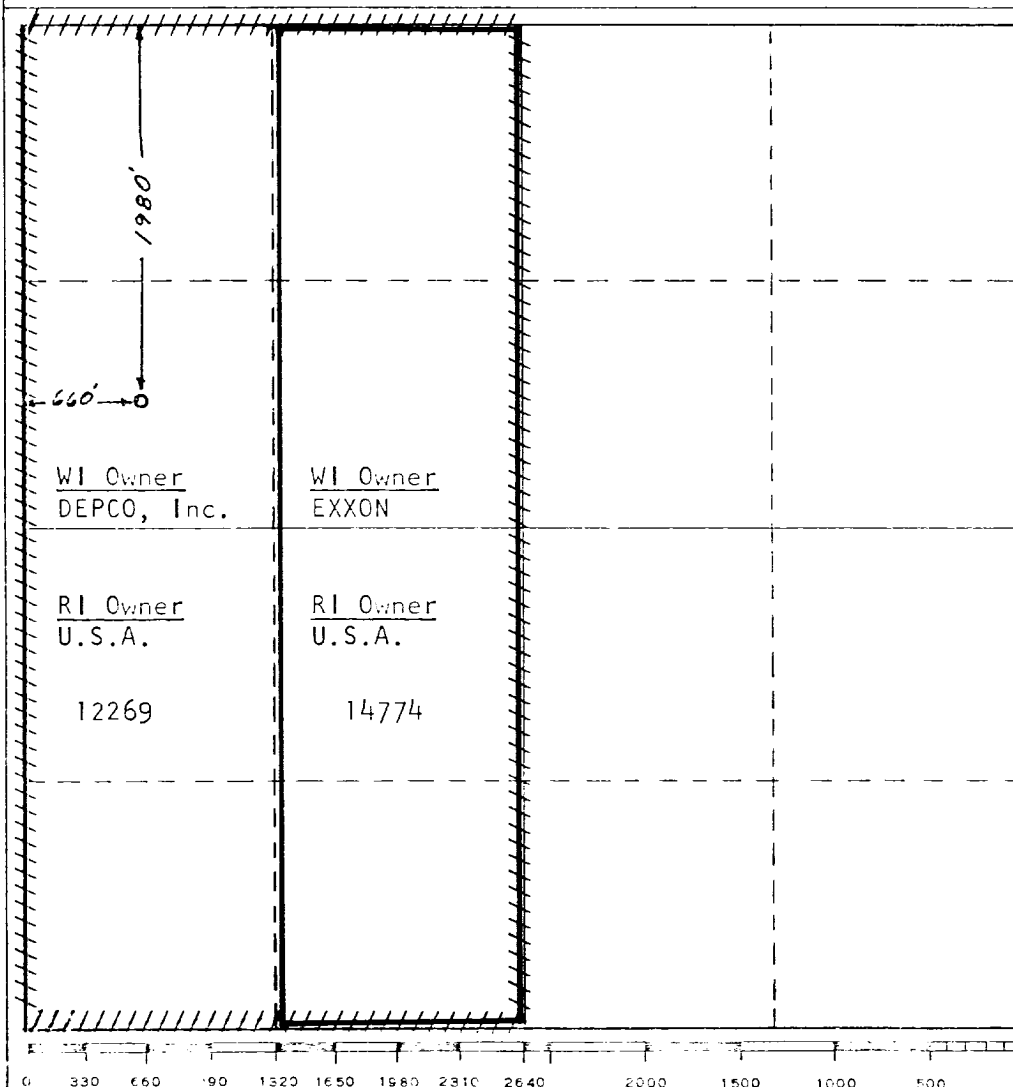 1980'
660'
WI Owner
DEPCO, Inc.
WI Owner
EXXON
RI Owner
U.S.A.
RI Owner
U.S.A.
12269
14774
0 330 660 90 1320 1650 1980 2310 2640 2000 1500 1000 500